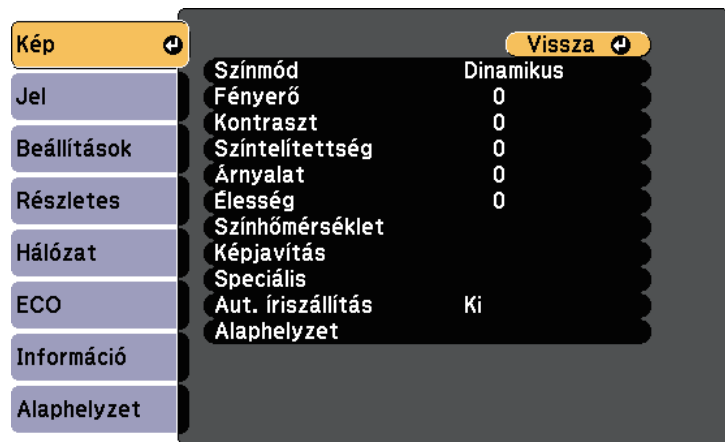 Kép
Jel
Beállítások
Részletes
Hálózat
ECO
Információ
Alaphelyzet
Vissza
Színmód Dinamikus
Fényerő 0
Kontraszt 0
Színtelítettség 0
Árnyalat 0
Élesség 0
Színhőmérséklet
Képjavítás
Speciális
Aut. íriszállítás Ki
Alaphelyzet